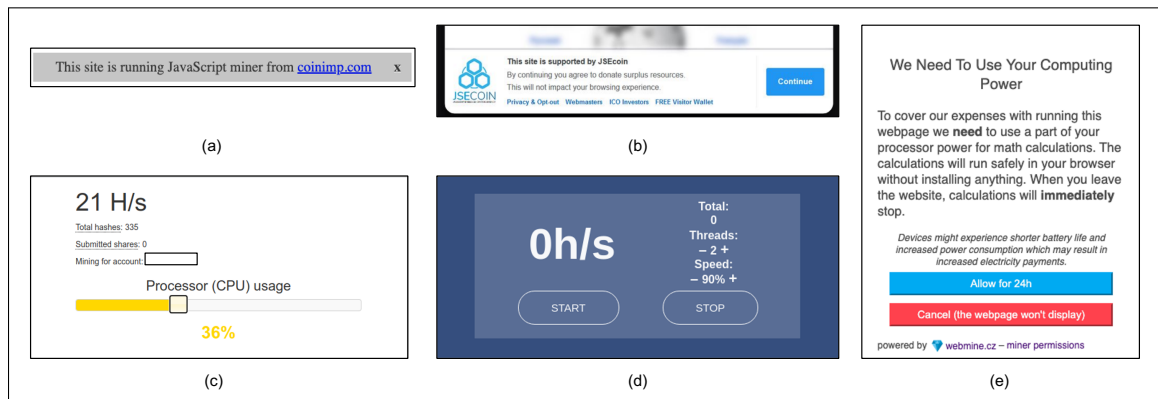 This site is running JavaScript miner from coinimp.com x
(a)
This site is supported by JSEcoin
By continuing you agree to donate surplus resources.
This will not impact your browsing experience.
JSECOIN
Privacy & Opt-out Webmasters ICO Investors FREE Visitor Wallet
Continue
(b)
21 H/s
Total hashes: 335
Submitted shares: 0
Mining for account:
Processor (CPU) usage
36%
(c)
0h/s
Total:
0
Threads:
– 2 +
Speed:
– 90% +
START
STOP
(d)
We Need To Use Your Computing
Power
To cover our expenses with running this
webpage we need to use a part of your
processor power for math calculations. The
calculations will run safely in your browser
without installing anything. When you leave
the website, calculations will immediately
stop.
Devices might experience shorter battery life and
increased power consumption which may result in
increased electricity payments.
Allow for 24h
Cancel (the webpage won't display)
powered by webmine.cz – miner permissions
(e)